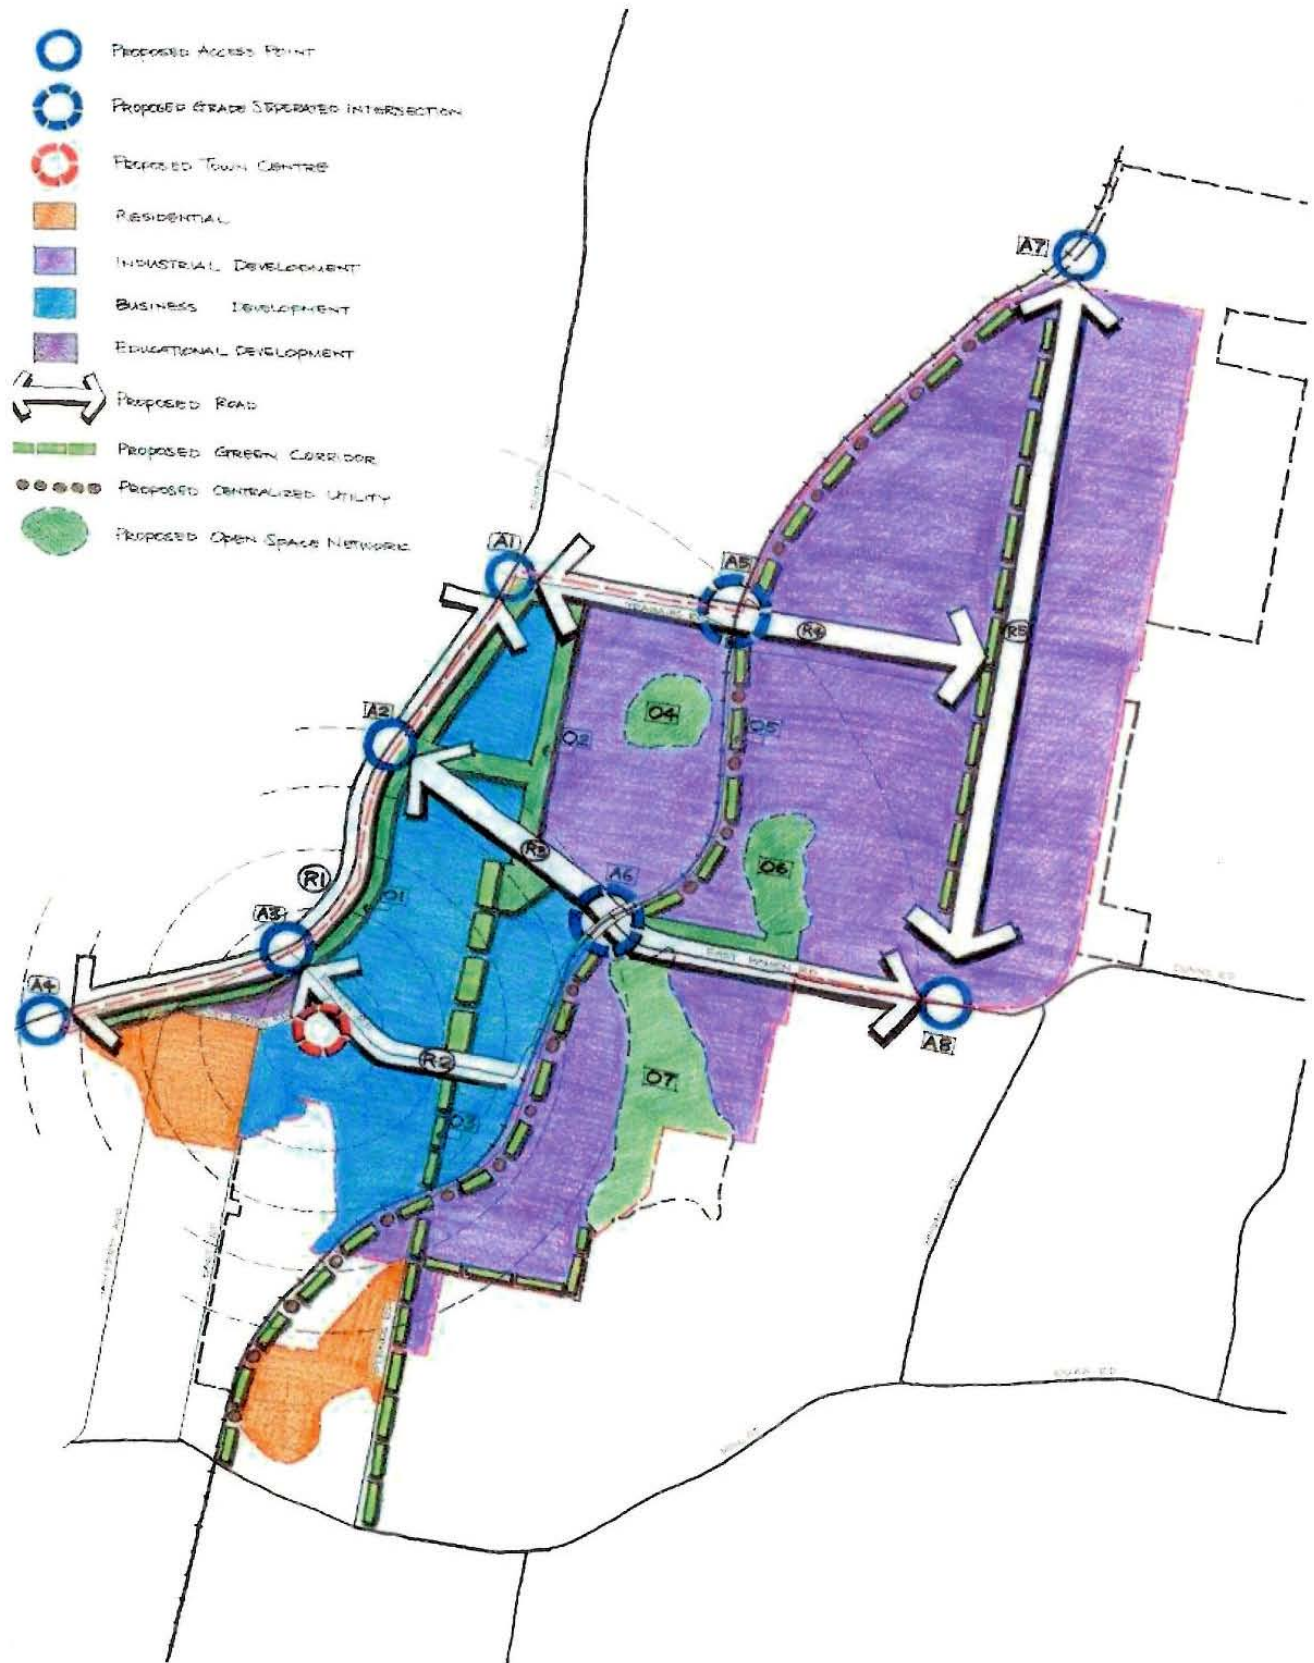 PROPOSED ACCESS POINT
PROPOSED GRADE SEPERATED INTERSECTION
PROPOSED TOWN CENTRE
RESIDENTIAL
INDUSTRIAL DEVELOPMENT
BUSINESS DEVELOPMENT
EDUCATIONAL DEVELOPMENT
PROPOSED ROAD
PROPOSED GREEN CORRIDOR
PROPOSED CENTRALIZED UTILITY
PROPOSED OPEN SPACE NETWORK
A7
A1
A5
R4
R5
A2
O4
O2
O5
R3
O6
A6
R1
O1
A3
EAST WANSH RD
A4
A8
R2
O7
O3